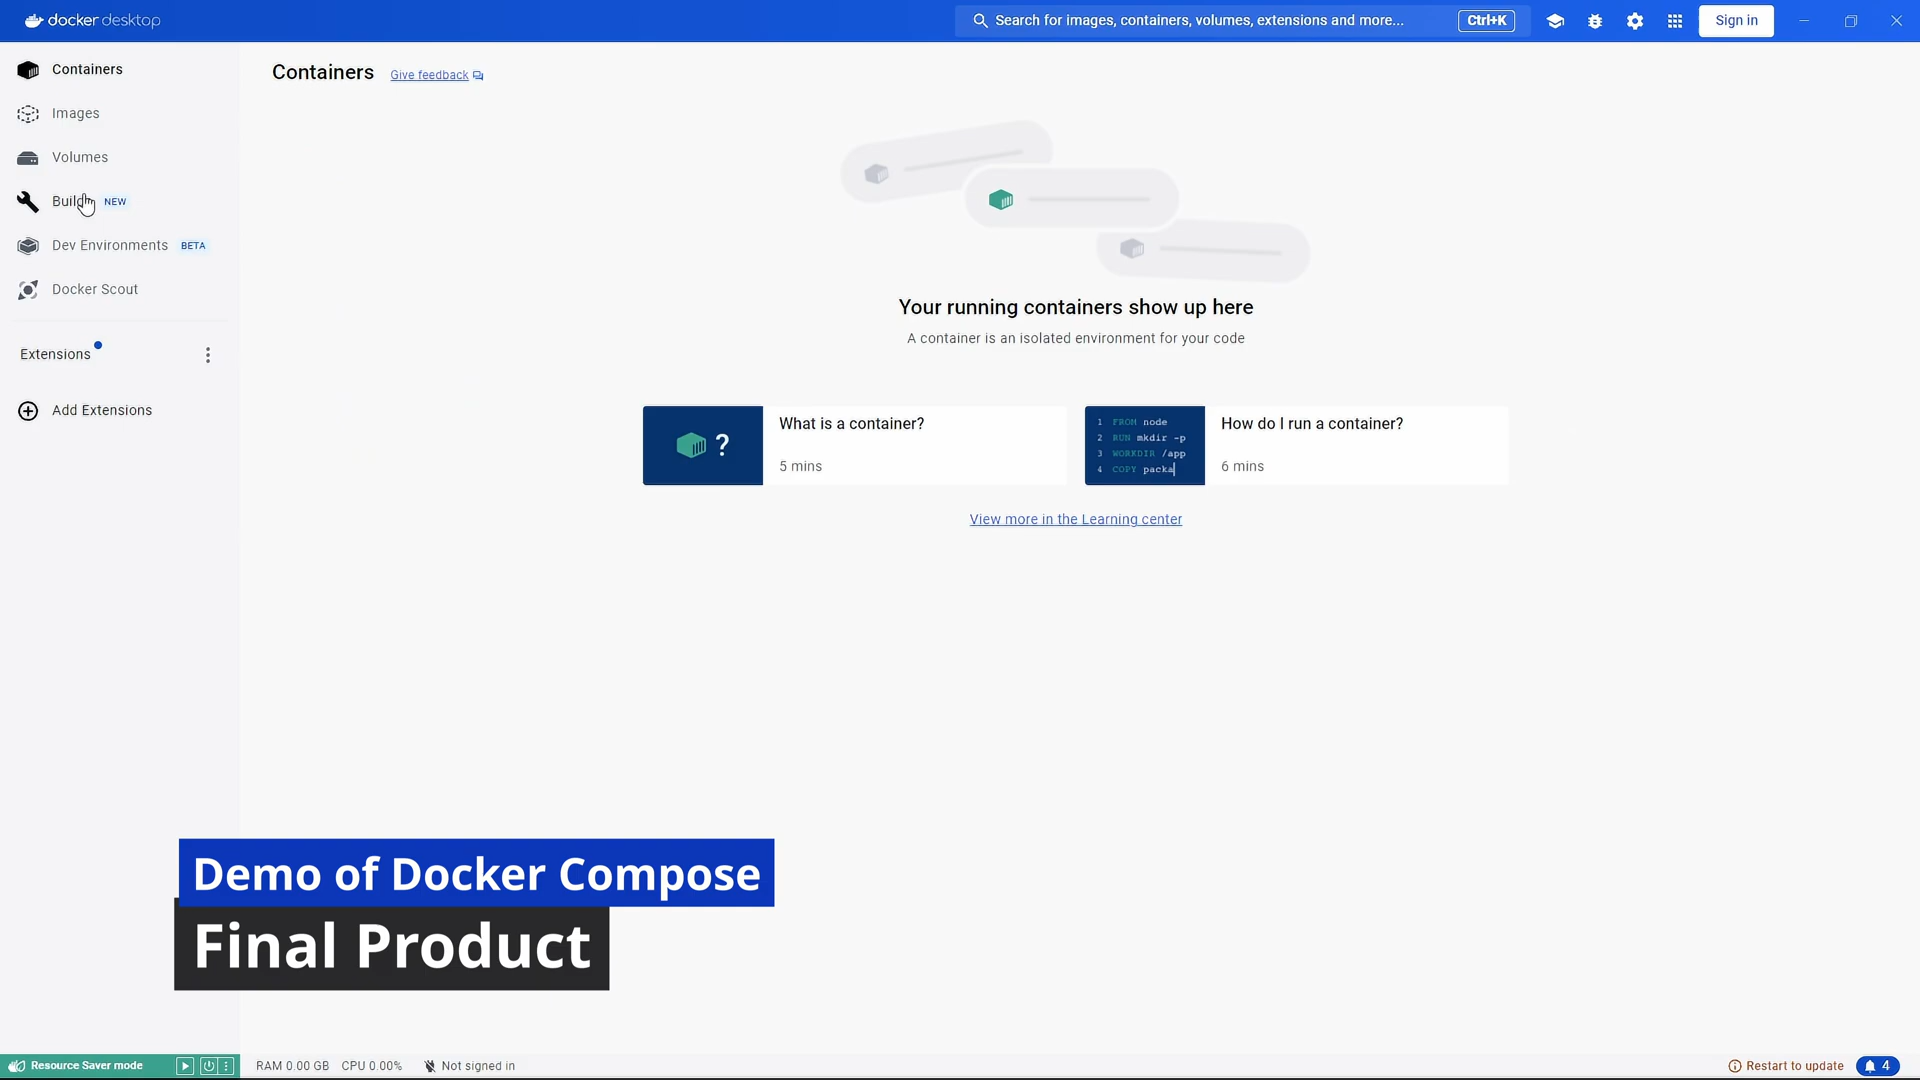 docker desktop
Search for images, containers, volumes, extensions and more...
Ctrl+K
Sign in
Containers
Images
Volumes
NEW
Dev Environments BETA
Docker Scout
Extensions
Add Extensions
Containers
Give feedback
Your running containers show up here
A container is an isolated environment for your code
?
What is a container?
5 mins
1 FROM node
2 RUN mkdir -p
3 WORKDIR /app
4 COPY packa
How do I run a container?
6 mins
View more in the Learning center
Demo of Docker Compose
Final Product
Resource Saver mode
RAM 0.00 GB CPU 0.00%
Not signed in
Restart to update
4